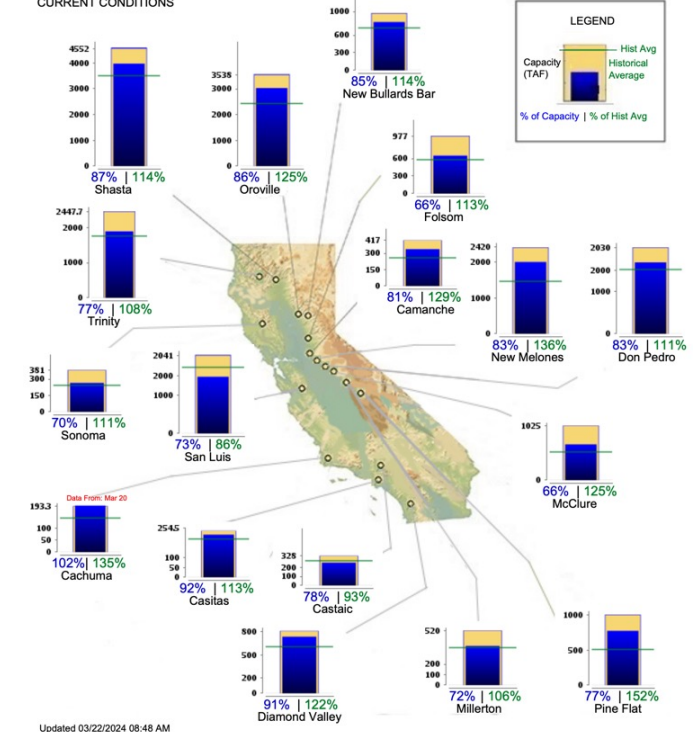 CURRENT CONDITIONS
LEGEND
Hist Avg
Capacity
(TAF)
Historical
Average
% of Capacity | % of Hist Avg
4552
4000
3000
2000
1000
0
87% | 114%
Shasta
3538
3000
2000
1000
0
86% | 125%
Oroville
1000
600
300
0
85% | 114%
New Bullards Bar
977
600
300
0
66% | 113%
Folsom
2447.7
2000
1000
0
77% | 108%
Trinity
417
300
150
0
81% | 129%
Camanche
2420
2000
1000
0
83% | 136%
New Melones
2030
2000
1000
0
83% | 111%
Don Pedro
381
300
150
0
70% | 111%
Sonoma
2041
2000
1000
0
73% | 86%
San Luis
1025
0
66% | 125%
McClure
Data From: Mar 20
193.3
100
50
0
102% | 135%
Cachuma
254.5
100
50
0
92% | 113%
Casitas
328
200
100
0
78% | 93%
Castaic
800
600
400
200
0
91% | 122%
Diamond Valley
520
200
100
0
72% | 106%
Millerton
1000
500
0
77% | 152%
Pine Flat
Updated 03/22/2024 08:48 AM